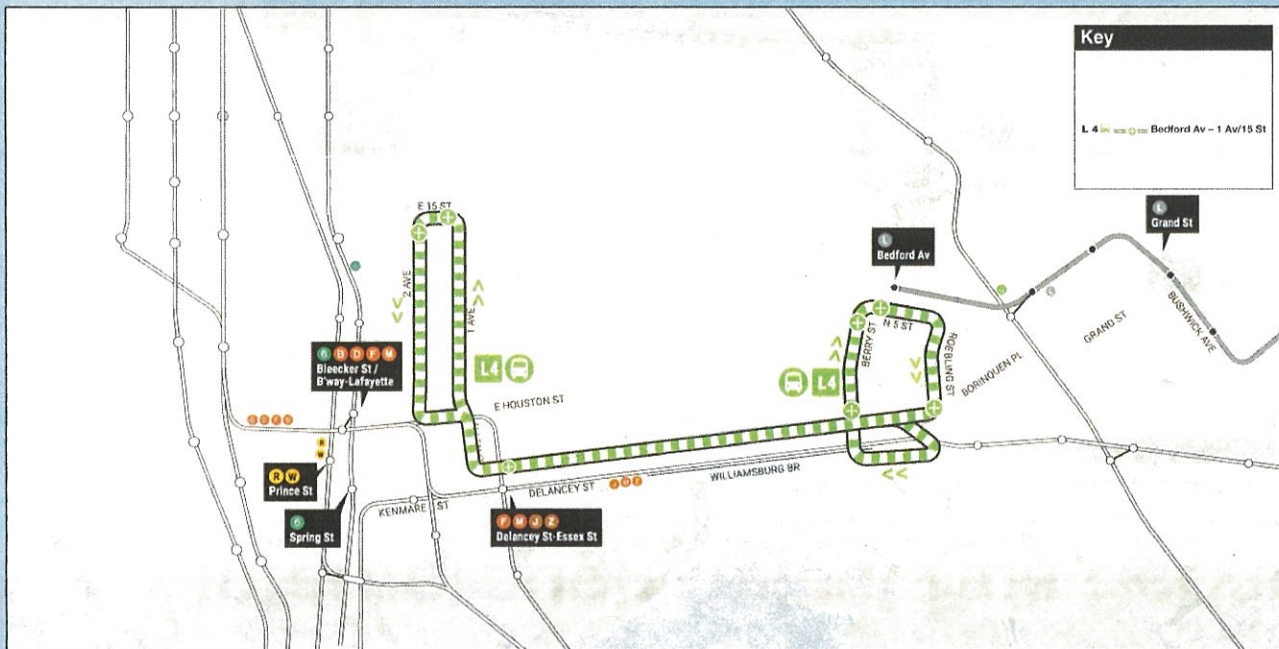 Key
L 4 Bedford Av – 1 Av/15 St
L
Grand St
L
Bedford Av
E 15 ST
2 AVE
1 AVE
6
G
L
BUSHWICK AVE
GRAND ST
BORINQUEN PL
N 5 ST
BERRY ST
ROEBLING ST
L4
L4
6 B D F M
Bleecker St /
B'way-Lafayette
E HOUSTON ST
R
W
R W
Prince St
6
Spring St
KENMARE ST
DELANCEY ST
J M Z
WILLIAMSBURG BR
F M J Z
Delancey St-Essex St